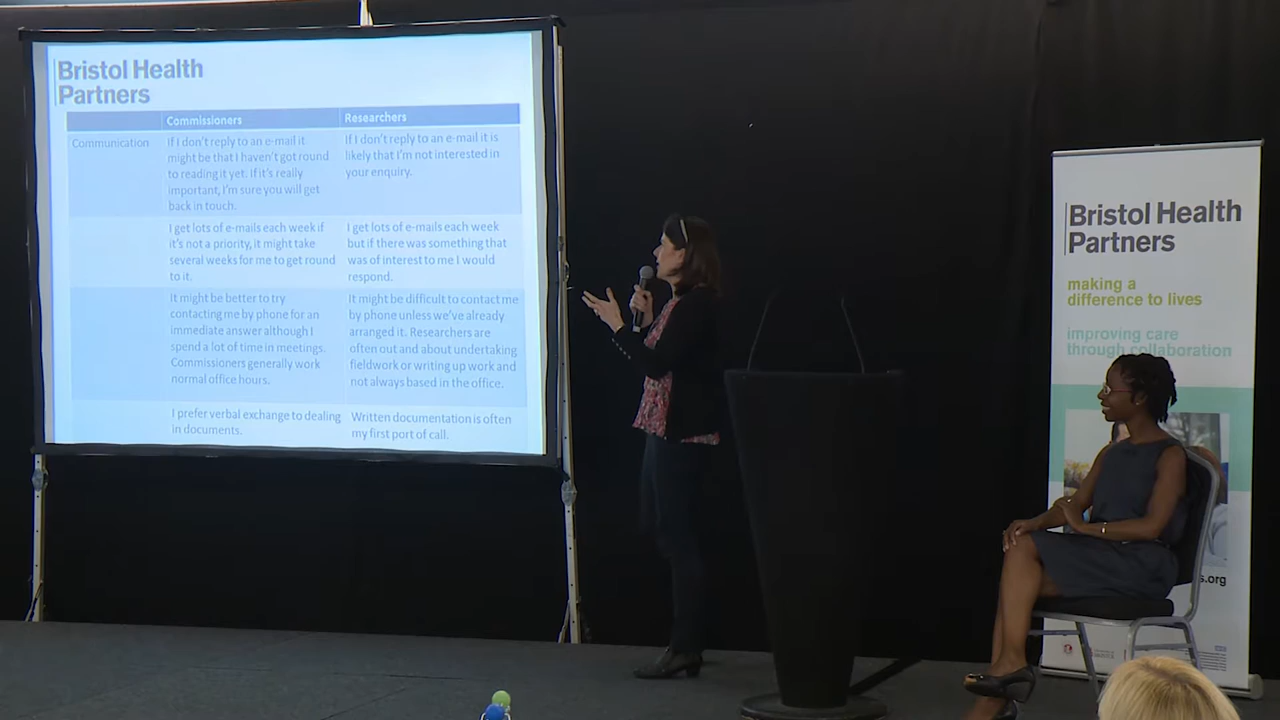 Bristol Health
Partners
Commissioners
Researchers
Communication
If I don't reply to an e-mail it
might be that I haven't got round
to reading it yet. If it's really
important, I'm sure you will get
back in touch.
If I don't reply to an e-mail it is
likely that I'm not interested in
your enquiry.
I get lots of e-mails each week if
it's not a priority, it might take
several weeks for me to get round
to it.
I get lots of e-mails each week
but if there was something that
was of interest to me I would
respond.
It might be better to try
contacting me by phone for an
immediate answer although I
spend a lot of time in meetings.
Commissioners generally work
normal office hours.
It might be difficult to contact me
by phone unless we've already
arranged it. Researchers are
often out and about undertaking
fieldwork or writing up work and
not always based in the office.
I prefer verbal exchange to dealing
in documents.
Written documentation is often
my first port of call.
Bristol Health
Partners
making a
difference to lives
improving care
through collaboration
s.org